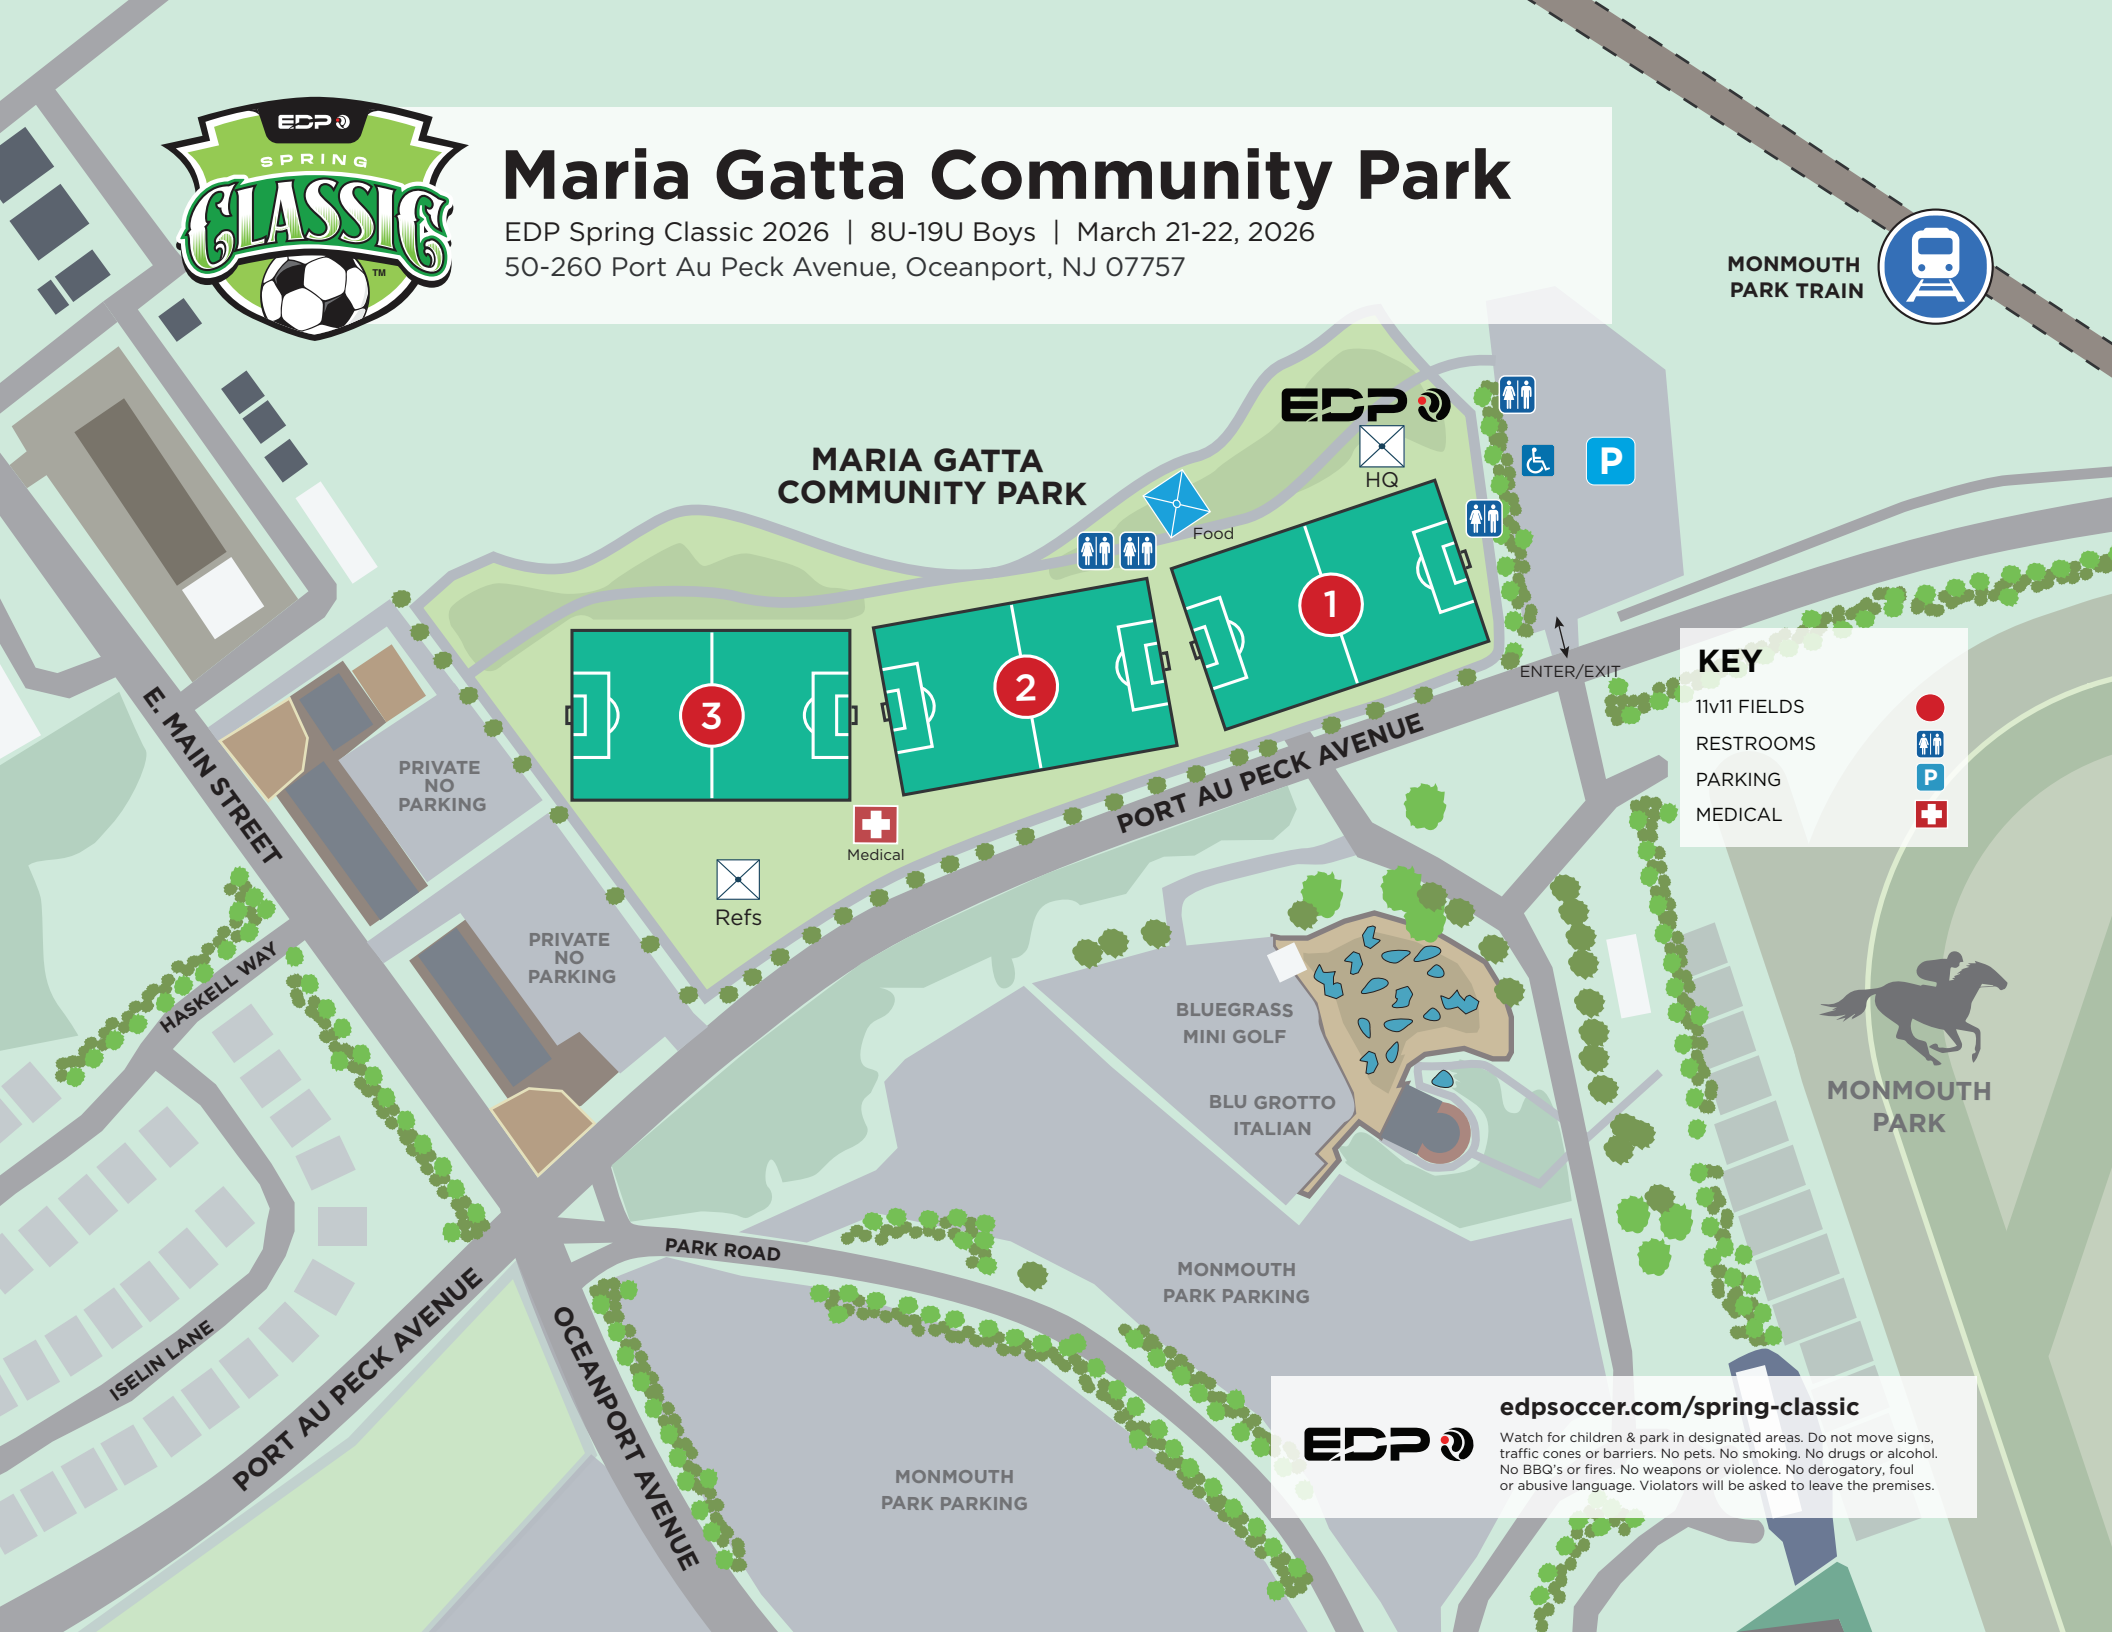 EDP
SPRING
CLASSIC
TM
Maria Gatta Community Park
EDP Spring Classic 2026 | 8U-19U Boys | March 21-22, 2026
50-260 Port Au Peck Avenue, Oceanport, NJ 07757
MONMOUTH
PARK TRAIN
EDP
HQ
MARIA GATTA
COMMUNITY PARK
P
Food
1
2
3
ENTER/EXIT
KEY
11v11 FIELDS
RESTROOMS
PARKING
P
MEDICAL
E. MAIN STREET
PRIVATE
NO
PARKING
PORT AU PECK AVENUE
Medical
Refs
PRIVATE
NO
PARKING
HASKELL WAY
BLUEGRASS
MINI GOLF
BLU GROTTO
ITALIAN
MONMOUTH
PARK
PARK ROAD
MONMOUTH
PARK PARKING
ISELIN LANE
PORT AU PECK AVENUE
OCEANPORT AVENUE
MONMOUTH
PARK PARKING
EDP
edpsoccer.com/spring-classic
Watch for children & park in designated areas. Do not move signs,
traffic cones or barriers. No pets. No smoking. No drugs or alcohol.
No BBQ's or fires. No weapons or violence. No derogatory, foul
or abusive language. Violators will be asked to leave the premises.